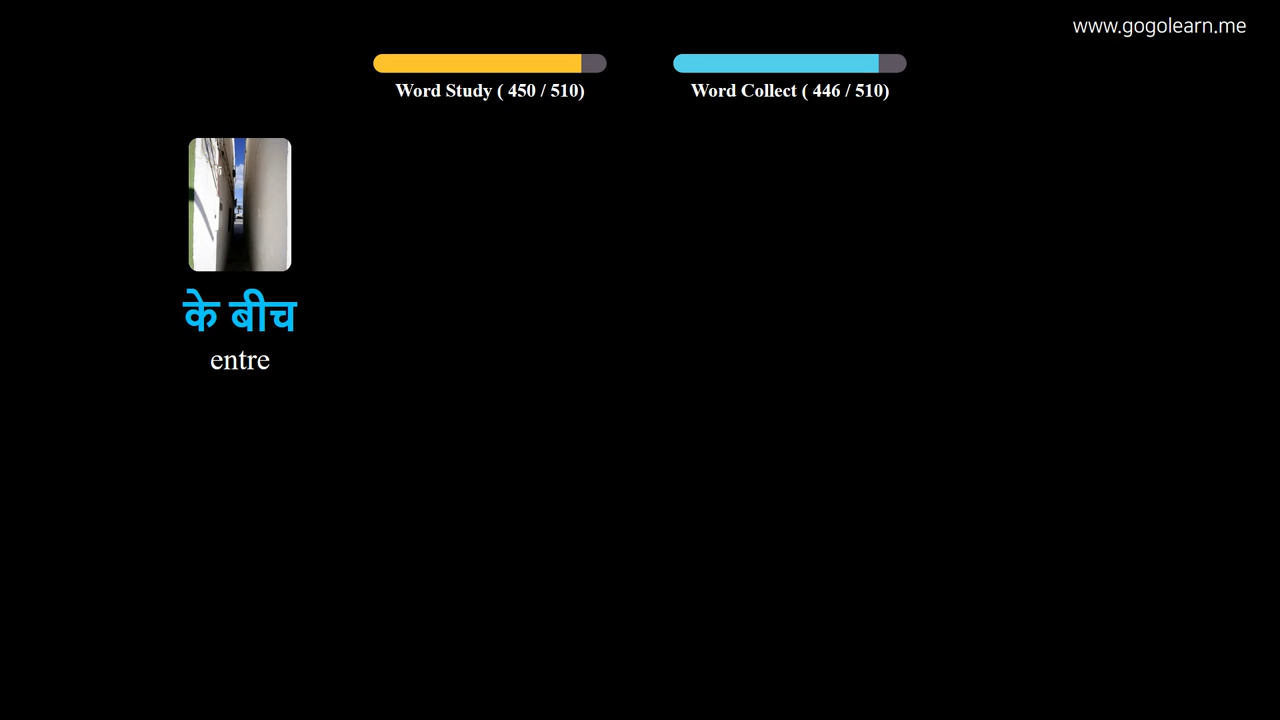 www.gogolearn.me
Word Study ( 450 / 510)
Word Collect ( 446 / 510)
के बीच
entre